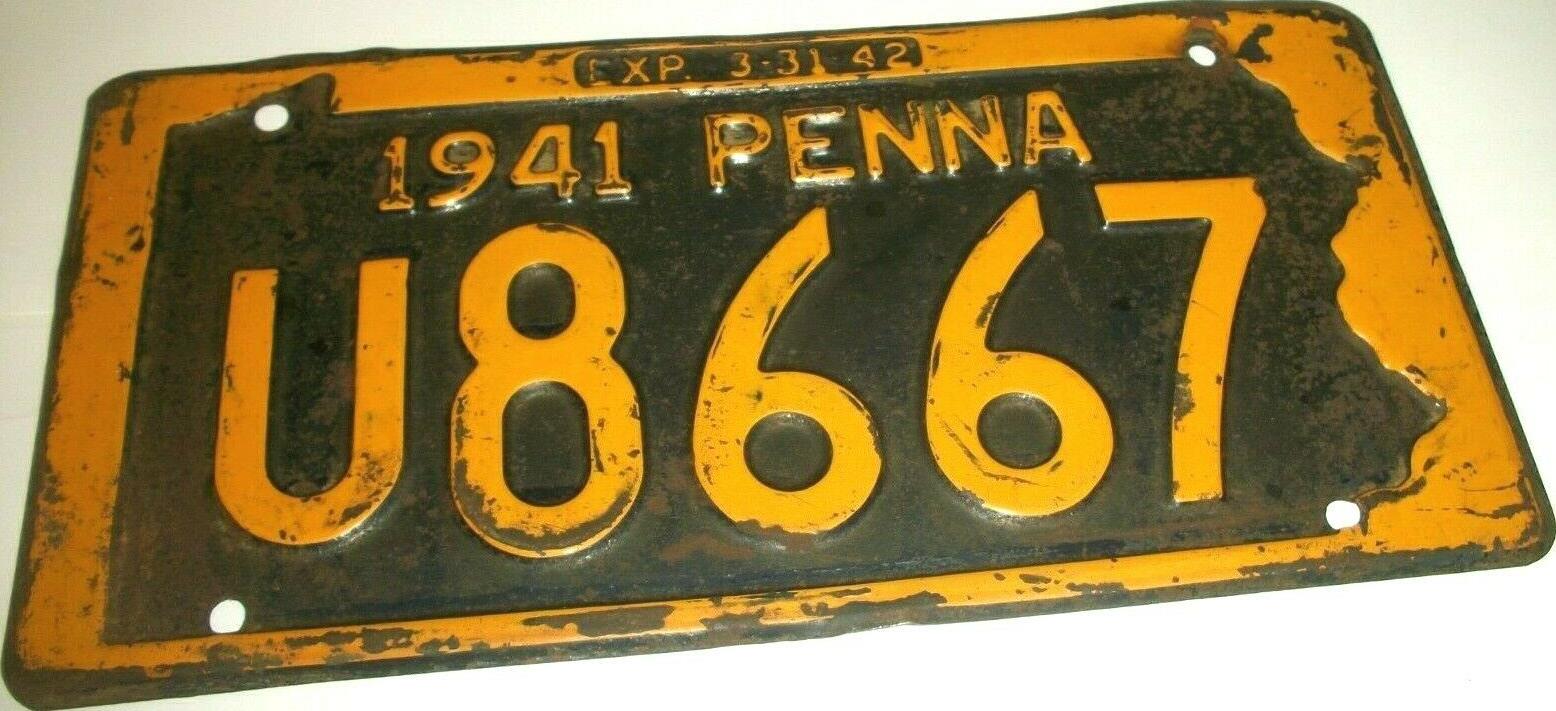 EXP. 3-31-42
1941 PENNA
U8667